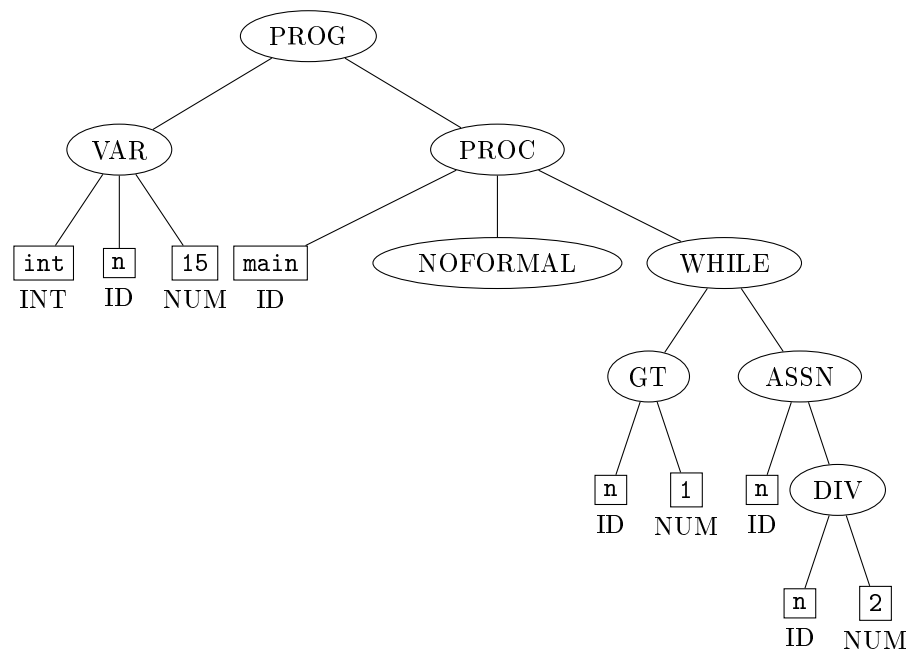 PROG
VAR PROC
int n 15 main NOFORMAL WHILE
INT ID NUM ID
GT ASSN
n 1 n DIV
ID NUM ID
n 2
ID NUM